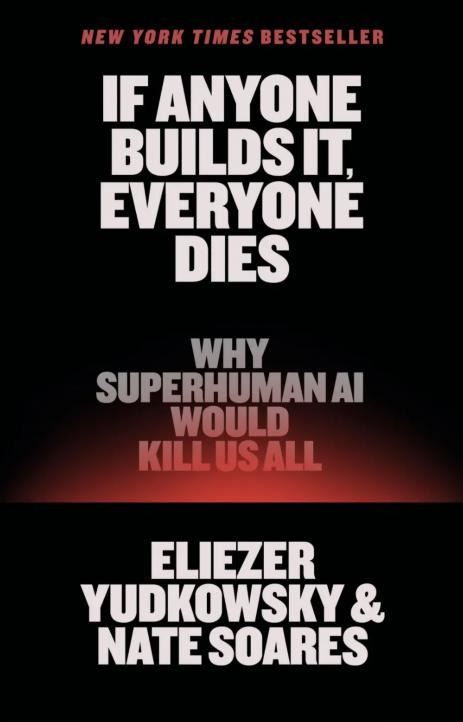 NEW YORK TIMES BESTSELLER
IF ANYONE
BUILDS IT,
EVERYONE
DIES
WHY
SUPERHUMAN AI
WOULD
KILL US ALL
ELIEZER
YUDKOWSKY &
NATE SOARES